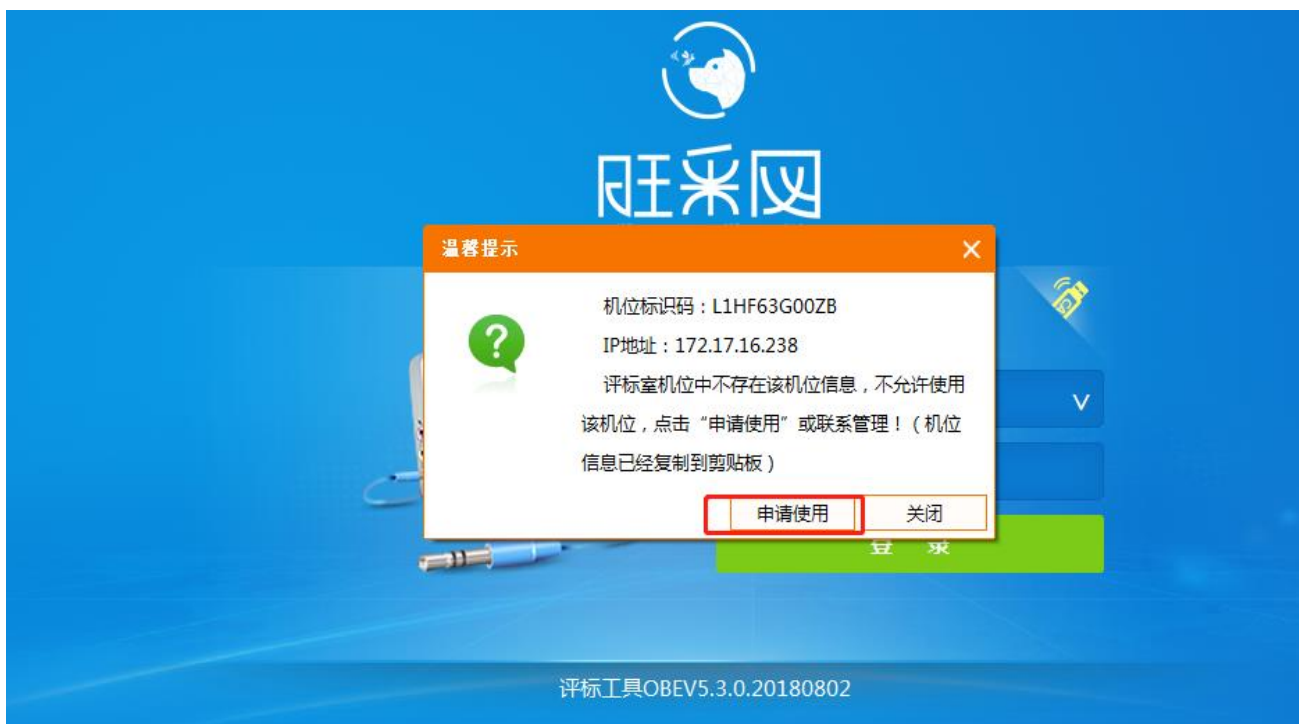 旺采网
温馨提示
机位标识码：L1HF63G00ZB
IP地址：172.17.16.238
评标室机位中不存在该机位信息，不允许使用
该机位，点击“申请使用”或联系管理！（机位
信息已经复制到剪贴板）
申请使用 关闭
登 录
评标工具OBEV5.3.0.20180802